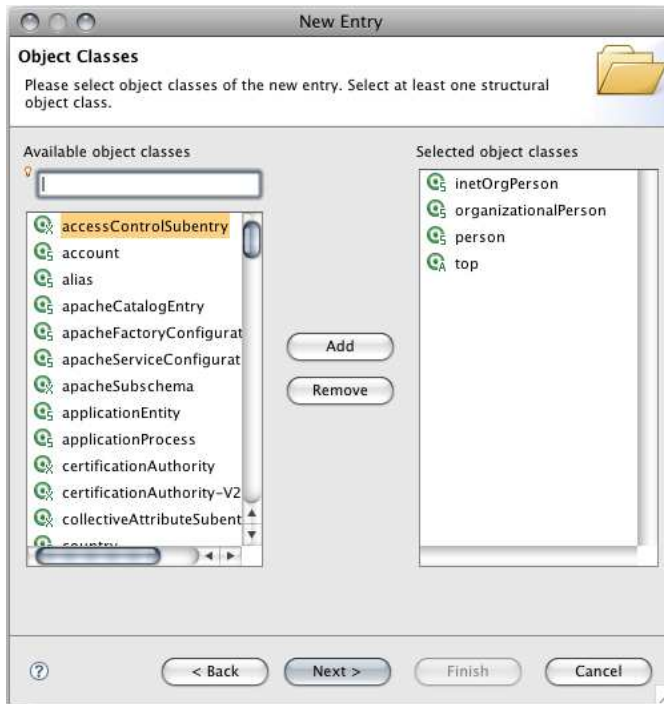 New Entry
Object Classes
Please select object classes of the new entry. Select at least one structural
object class.
Available object classes
accessControlSubentry
account
alias
apacheCatalogEntry
apacheFactoryConfigurat
apacheServiceConfigurat
apacheSubschema
applicationEntity
applicationProcess
certificationAuthority
certificationAuthority-V2
collectiveAttributeSubent
country
Add
Remove
Selected object classes
inetOrgPerson
organizationalPerson
person
top
? < Back Next > Finish Cancel